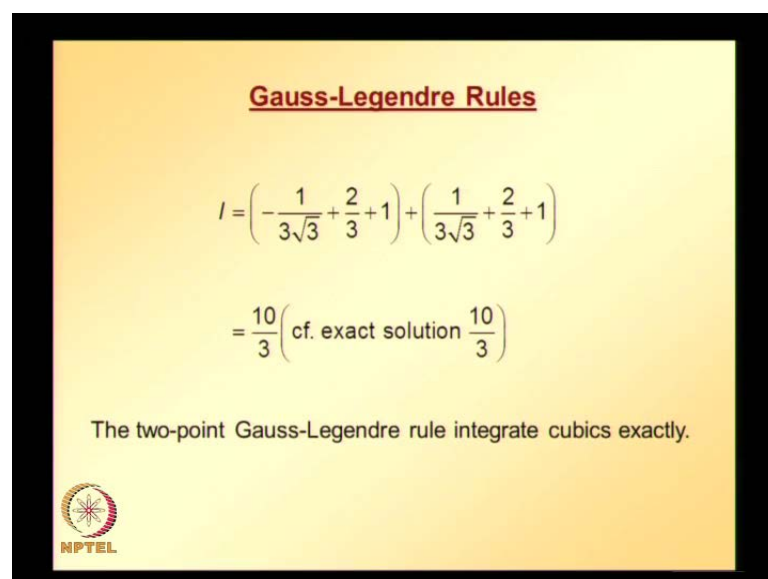 Gauss-Legendre Rules
I = (-1/(3√3) + 2/3 + 1) + (1/(3√3) + 2/3 + 1)
= 10/3 (cf. exact solution 10/3)
The two-point Gauss-Legendre rule integrate cubics exactly.
NPTEL